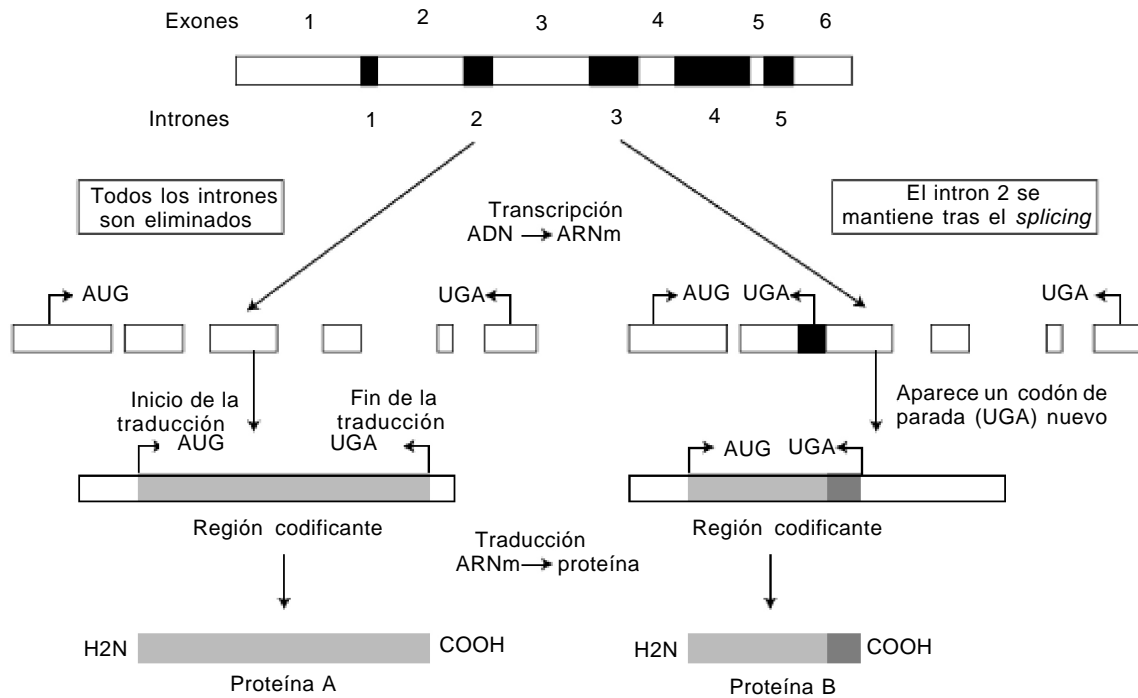 Exones 1 2 3 4 5 6
Intrones 1 2 3 4 5
Todos los intrones
son eliminados
Transcripción
ADN → ARNm
El intron 2 se
mantiene tras el splicing
AUG UGA
AUG UGA UGA
Inicio de la
traducción
Fin de la
traducción
AUG UGA
Aparece un codón de
parada (UGA) nuevo
AUG UGA
Región codificante
Región codificante
Traducción
ARNm → proteína
H2N COOH
H2N COOH
Proteína A
Proteína B